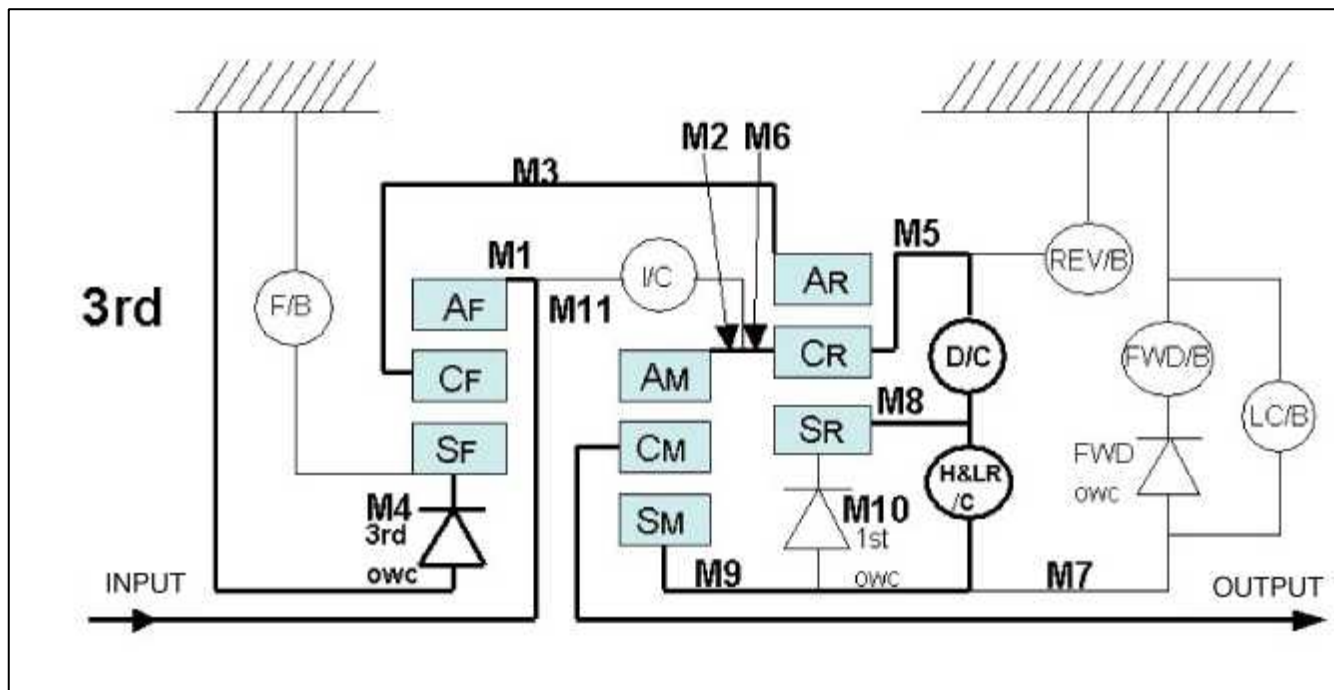 M2 M6
M3
M1
M5
3rd
F/B
I/C
REV/B
AF
M11
AR
CF
AM
CR
D/C
FWD/B
SF
CM
SR
M8
LC/B
M4
3rd
owc
SM
M10
1st
owc
H&LR
/C
FWD
owc
INPUT
M9
M7
OUTPUT